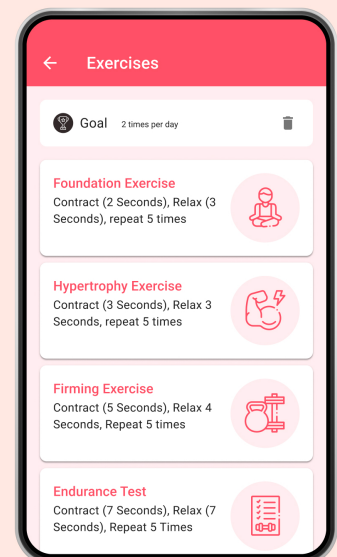 Exercises
Goal 2 times per day
Foundation Exercise
Contract (2 Seconds), Relax (3
Seconds), repeat 5 times
Hypertrophy Exercise
Contract (3 Seconds), Relax 3
Seconds, repeat 5 times
Firming Exercise
Contract (5 Seconds), Relax 4
Seconds, Repeat 5 times
Endurance Test
Contract (7 Seconds), Relax (7
Seconds), Repeat 5 Times